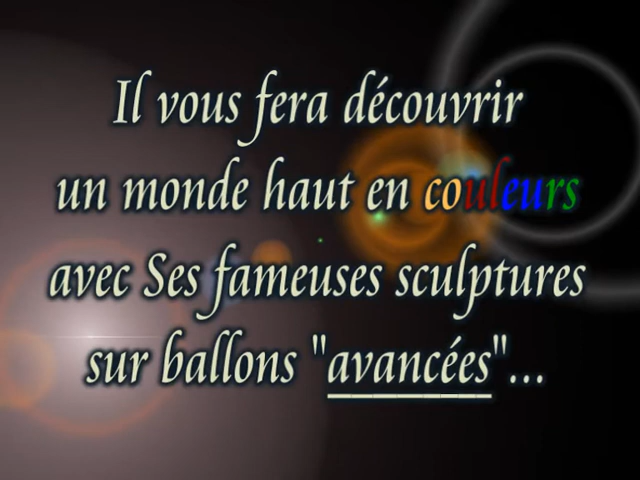 Il vous fera découvrir
un monde haut en couleurs
avec Ses fameuses sculptures
sur ballons "avancées"...